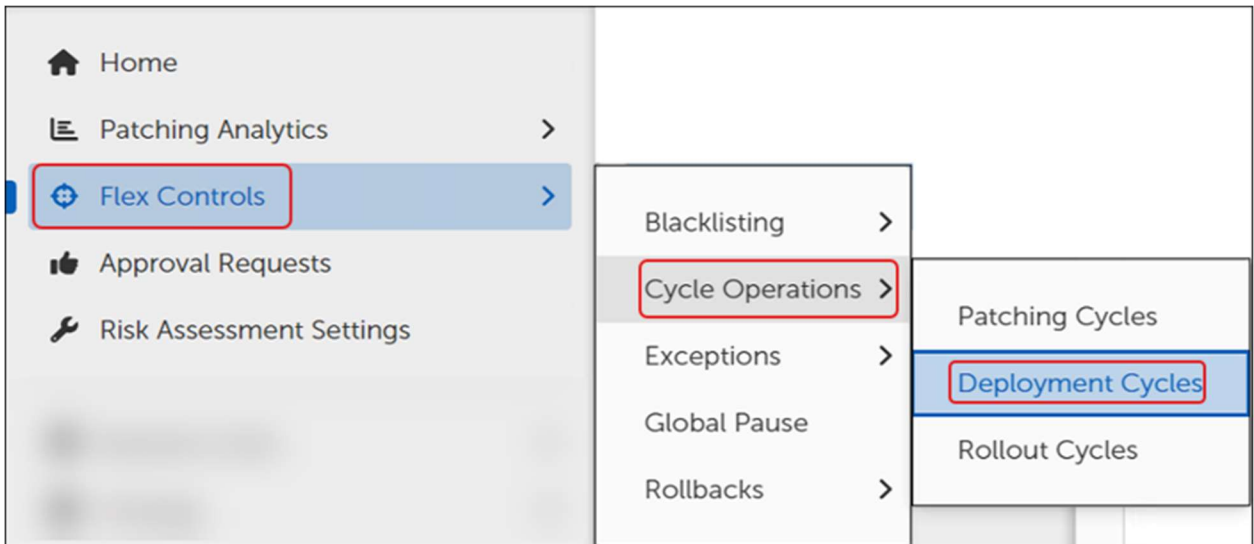 Home
Patching Analytics
Flex Controls
Approval Requests
Risk Assessment Settings
Blacklisting
Cycle Operations
Exceptions
Global Pause
Rollbacks
Patching Cycles
Deployment Cycles
Rollout Cycles